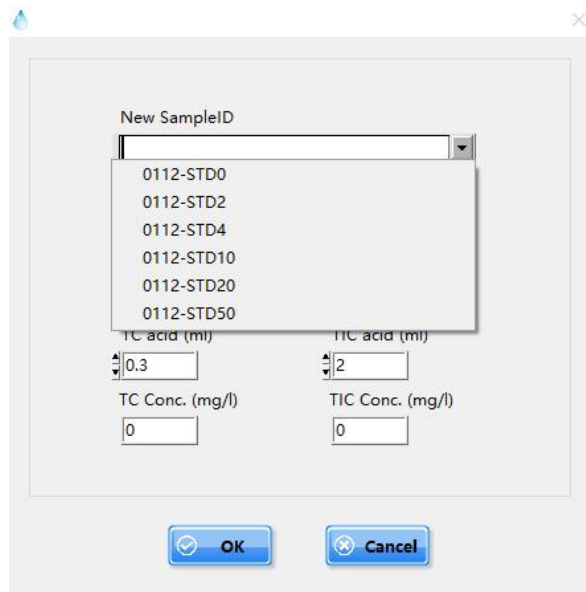 New SampleID
0112-STD0
0112-STD2
0112-STD4
0112-STD10
0112-STD20
0112-STD50
TC acid (ml) TIC acid (ml)
0.3 2
TC Conc. (mg/l) TIC Conc. (mg/l)
0 0
OK Cancel